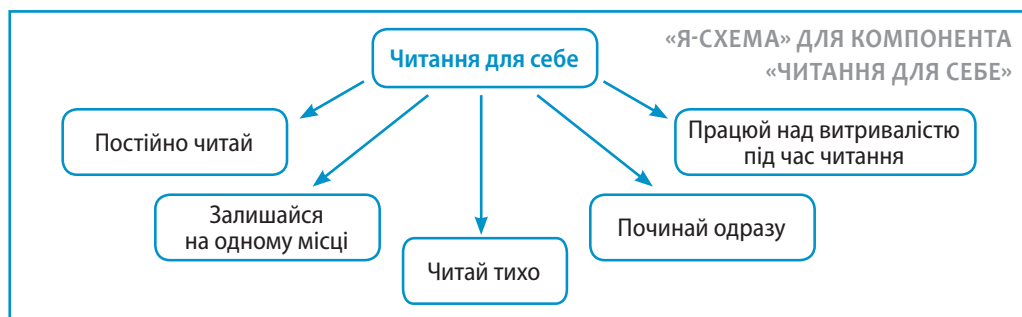 «Я-СХЕМА» ДЛЯ КОМПОНЕНТА
«ЧИТАННЯ ДЛЯ СЕБЕ»
Читання для себе
Постійно читай
Залишайся
на одному місці
Читай тихо
Починай одразу
Працюй над витривалістю
під час читання